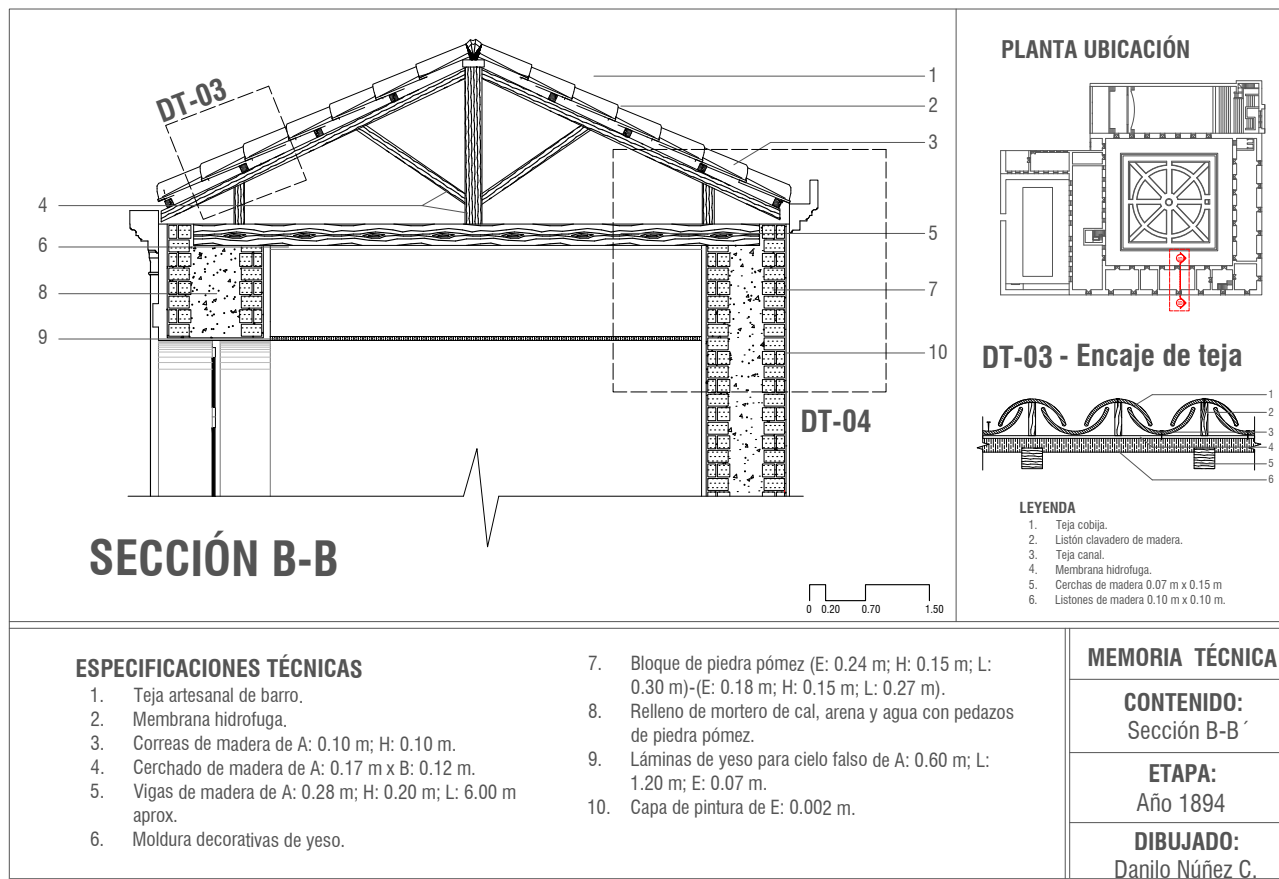 DT-03
1
2
3
4
5
6
7
8
9
10
DT-04
SECCIÓN B-B
0 0.20 0.70 1.50
PLANTA UBICACIÓN
DT-03 - Encaje de teja
1
2
3
4
5
6
LEYENDA
1. Teja cobija.
2. Listón clavadero de madera.
3. Teja canal.
4. Membrana hidrofuga.
5. Cerchas de madera 0.07 m x 0.15 m
6. Listones de madera 0.10 m x 0.10 m.
ESPECIFICACIONES TÉCNICAS
1. Teja artesanal de barro.
2. Membrana hidrofuga.
3. Correas de madera de A: 0.10 m; H: 0.10 m.
4. Cerchado de madera de A: 0.17 m x B: 0.12 m.
5. Vigas de madera de A: 0.28 m; H: 0.20 m; L: 6.00 m
aprox.
6. Moldura decorativas de yeso.
7. Bloque de piedra pómez (E: 0.24 m; H: 0.15 m; L:
0.30 m)-(E: 0.18 m; H: 0.15 m; L: 0.27 m).
8. Relleno de mortero de cal, arena y agua con pedazos
de piedra pómez.
9. Láminas de yeso para cielo falso de A: 0.60 m; L:
1.20 m; E: 0.07 m.
10. Capa de pintura de E: 0.002 m.
MEMORIA TÉCNICA
CONTENIDO:
Sección B-B´
ETAPA:
Año 1894
DIBUJADO:
Danilo Núñez C.